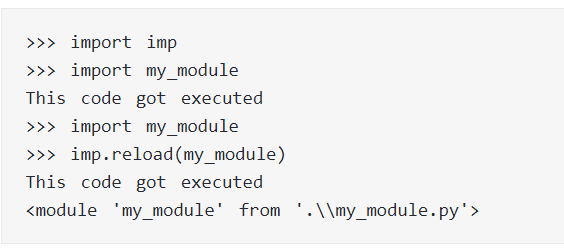 >>> import imp
>>> import my_module
This code got executed
>>> import my_module
>>> imp.reload(my_module)
This code got executed
<module 'my_module' from '.\\my_module.py'>